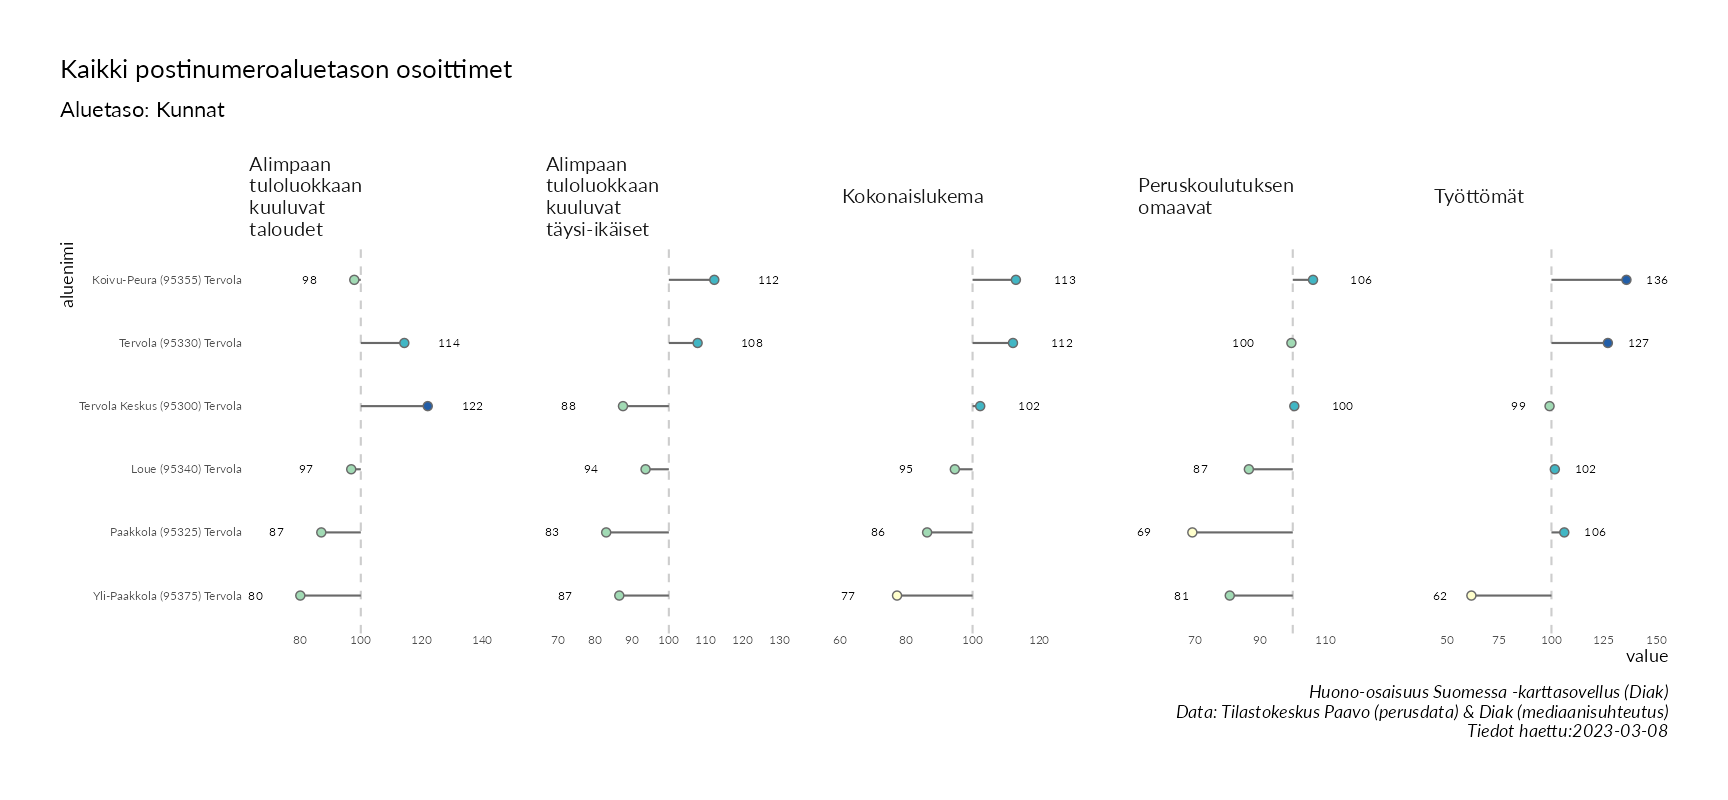 Kaikki postinumeroaluetason osoittimet
Aluetaso: Kunnat
Alimpaan
tuloluokkaan
kuuluvat
taloudet
Alimpaan
tuloluokkaan
kuuluvat
täysi-ikäiset
Kokonaislukema
Peruskoulutuksen
omaavat
Työttömät
aluenimi
Koivu-Peura (95355) Tervola 98 112 113 106 136
Tervola (95330) Tervola 114 108 112 100 127
Tervola Keskus (95300) Tervola 122 88 102 100 99
Loue (95340) Tervola 97 94 95 87 102
Paakkola (95325) Tervola 87 83 86 69 106
Yli-Paakkola (95375) Tervola 80 87 77 81 62
80 100 120 140 70 80 90 100 110 120 130 60 80 100 120 70 90 110 50 75 100 125 150
value
Huono-osaisuus Suomessa -karttasovellus (Diak)
Data: Tilastokeskus Paavo (perusdata) & Diak (mediaanisuhteutus)
Tiedot haettu:2023-03-08